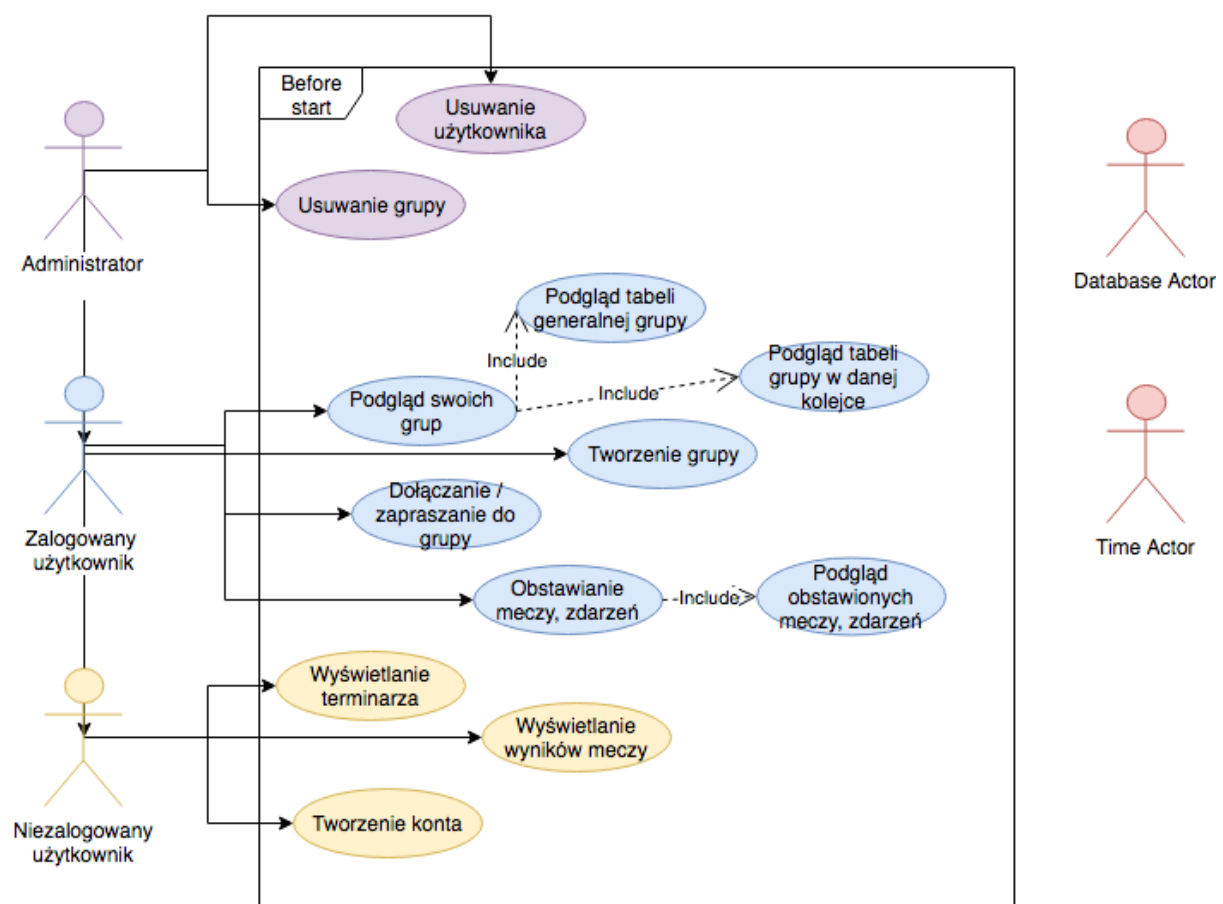 Before
start
Usuwanie
użytkownika
Usuwanie grupy
Administrator
Database Actor
Podgląd tabeli
generalnej grupy
Include
Podgląd tabeli
grupy w danej
kolejce
Include
Podgląd swoich
grup
Tworzenie grupy
Dołączanie /
zapraszanie do
grupy
Zalogowany
użytkownik
Time Actor
Obstawianie
meczy, zdarzeń
Include
Podgląd
obstawionych
meczy, zdarzeń
Wyświetlanie
terminarza
Wyświetlanie
wyników meczy
Tworzenie konta
Niezalogowany
użytkownik